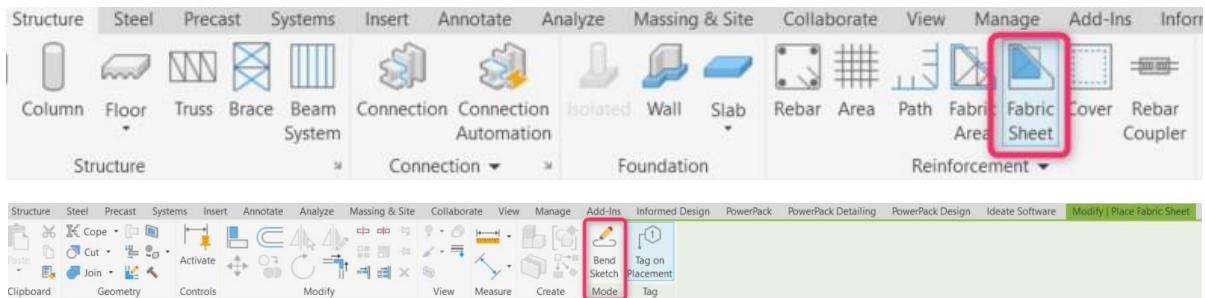 Structure Steel Precast Systems Insert Annotate Analyze Massing & Site Collaborate View Manage Add-Ins Inforr
Column Floor Truss Brace Beam System Connection Connection Automation Isolated Wall Slab Rebar Area Path Fabric Area Fabric Sheet Cover Rebar Coupler
Structure Connection Foundation Reinforcement
Structure Steel Precast Systems Insert Annotate Analyze Massing & Site Collaborate View Manage Add-Ins Informed Design PowerPack PowerPack Detailing PowerPack Design Ideate Software Modify | Place Fabric Sheet
Cope
Paste Cut Activate Bend Sketch Tag on Placement
Join
Clipboard Geometry Controls Modify View Measure Create Mode Tag